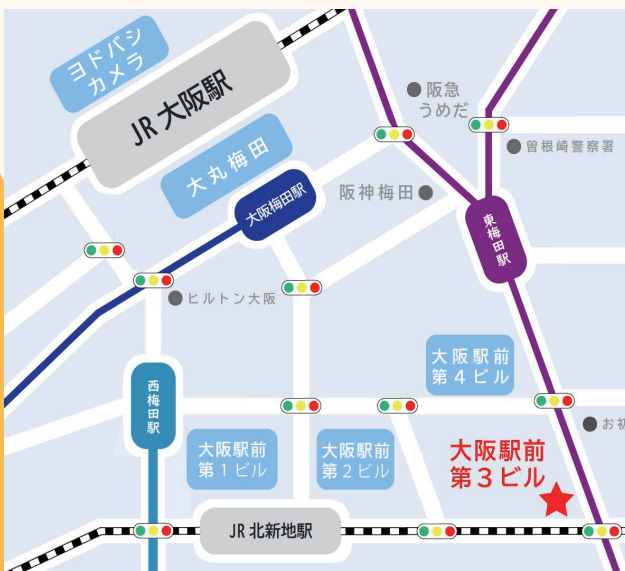 ヨドバシ
カメラ
JR 大阪駅
阪急
うめだ
曽根崎警察署
大丸梅田
大阪梅田駅
阪神梅田
東梅田駅
ヒルトン大阪
大阪駅前
第4ビル
西梅田駅
お初
大阪駅前
第1ビル
大阪駅前
第2ビル
大阪駅前
第3ビル
JR 北新地駅